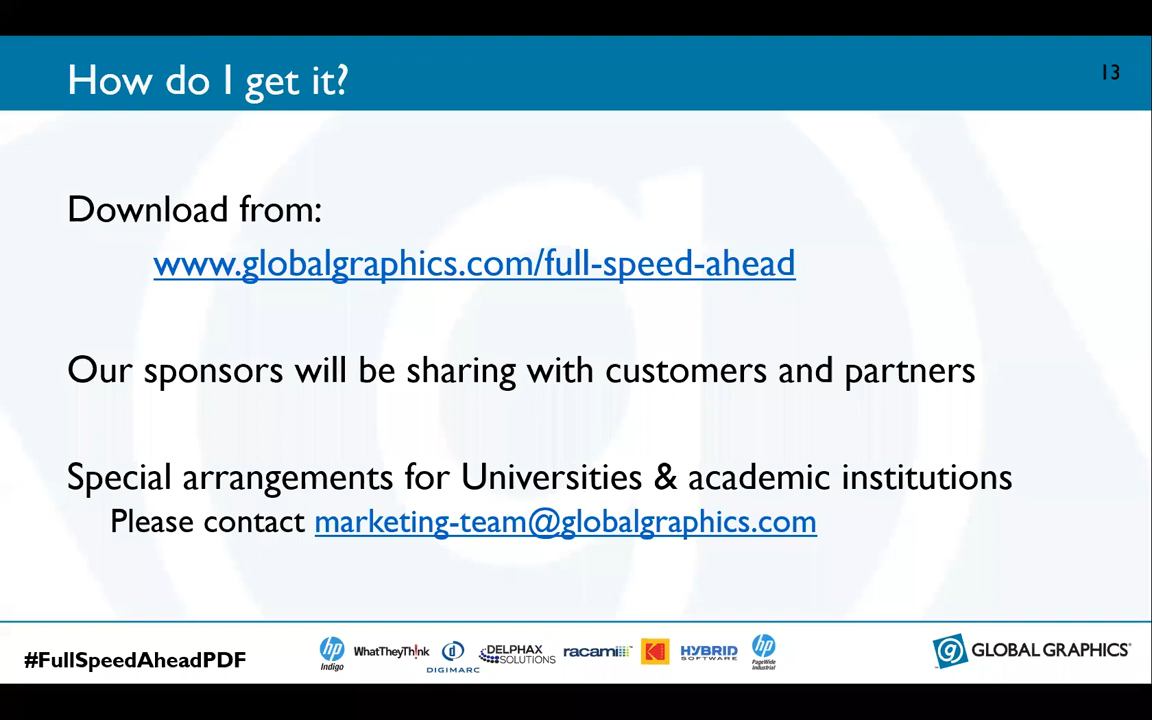 How do I get it?
13
Download from:
www.globalgraphics.com/full-speed-ahead
Our sponsors will be sharing with customers and partners
Special arrangements for Universities & academic institutions
Please contact marketing-team@globalgraphics.com
#FullSpeedAheadPDF
hp Indigo
WhatTheyThink
DIGIMARC
DELPHAX SOLUTIONS
racami
Kodak
HYBRID SOFTWARE
hp PageWide Industrial
GLOBAL GRAPHICS®